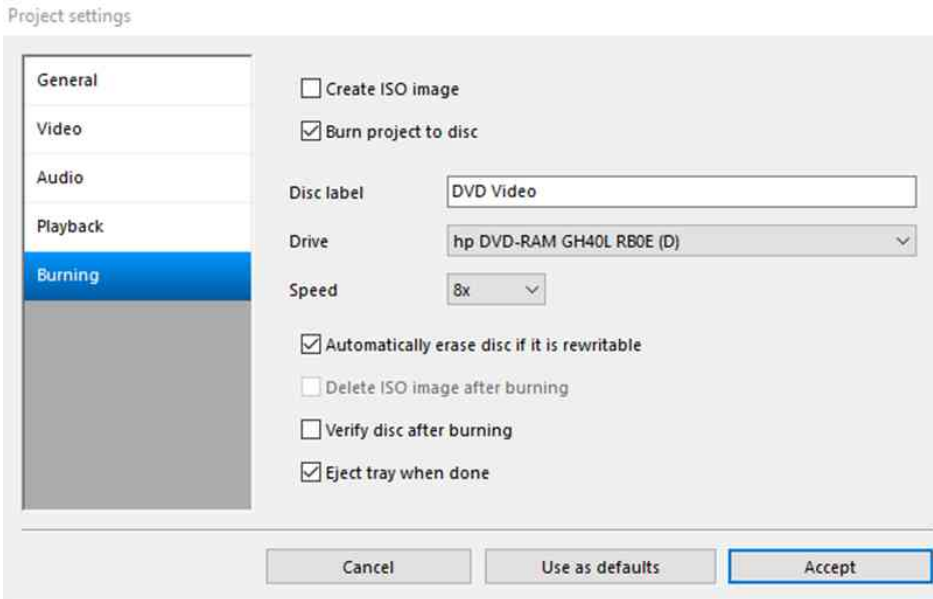 Project settings
General
Video
Audio
Playback
Burning
Create ISO image
Burn project to disc
Disc label
DVD Video
Drive
hp DVD-RAM GH40L RB0E (D)
Speed
8x
Automatically erase disc if it is rewritable
Delete ISO image after burning
Verify disc after burning
Eject tray when done
Cancel
Use as defaults
Accept